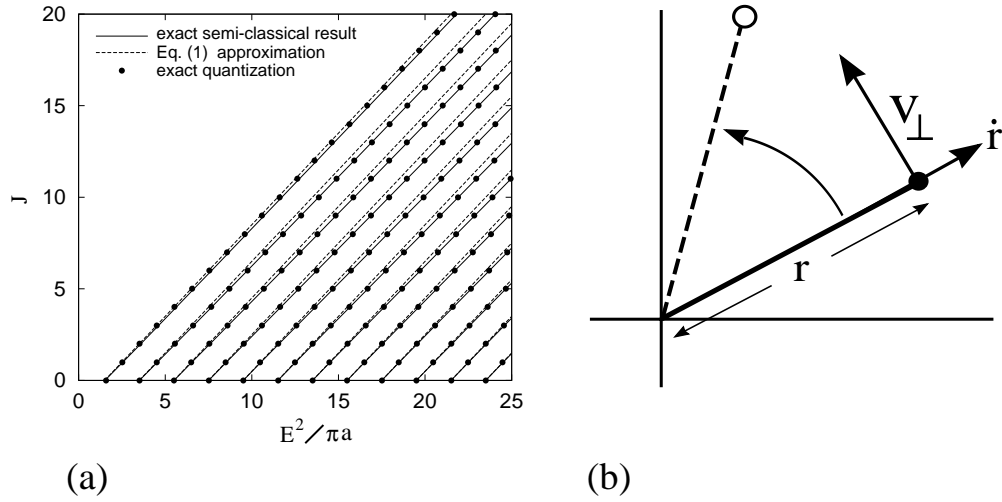 exact semi-classical result
Eq. (1) approximation
exact quantization
20
15
10
5
0
J
0 5 10 15 20 25
E²/πa
(a)
v⊥
ṙ
r
(b)